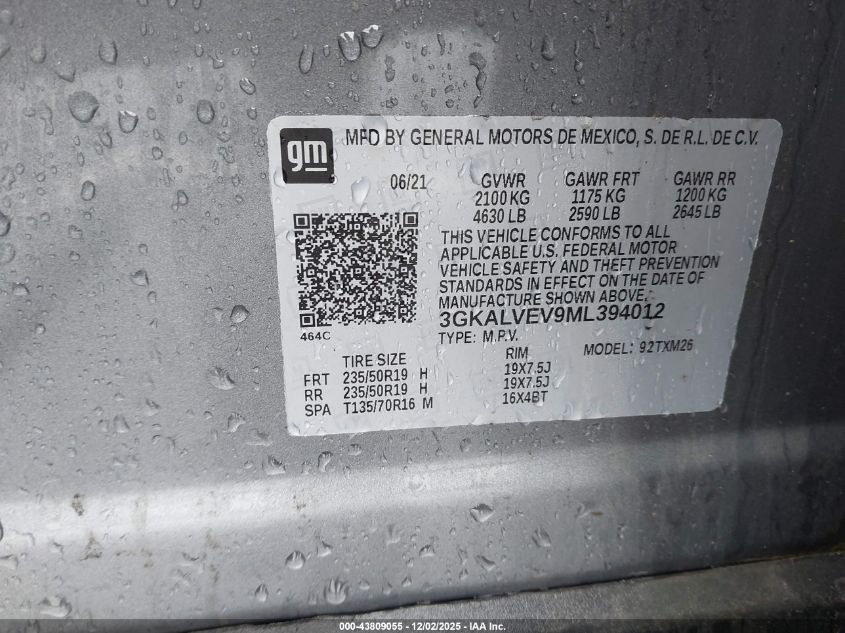 gm
MFD BY GENERAL MOTORS DE MEXICO, S. DE R.L. DE C.V.
06/21 GVWR GAWR FRT GAWR RR
2100 KG 1175 KG 1200 KG
4630 LB 2590 LB 2645 LB
THIS VEHICLE CONFORMS TO ALL
APPLICABLE U.S. FEDERAL MOTOR
VEHICLE SAFETY AND THEFT PREVENTION
STANDARDS IN EFFECT ON THE DATE OF
MANUFACTURE SHOWN ABOVE.
3GKALVEV9ML394012
464C
TYPE: M.P.V. MODEL: 92TXM26
TIRE SIZE RIM
FRT 235/50R19 H 19X7.5J
RR 235/50R19 H 19X7.5J
SPA T135/70R16 M 16X4BT
000-43809055 - 12/02/2025 - IAA Inc.